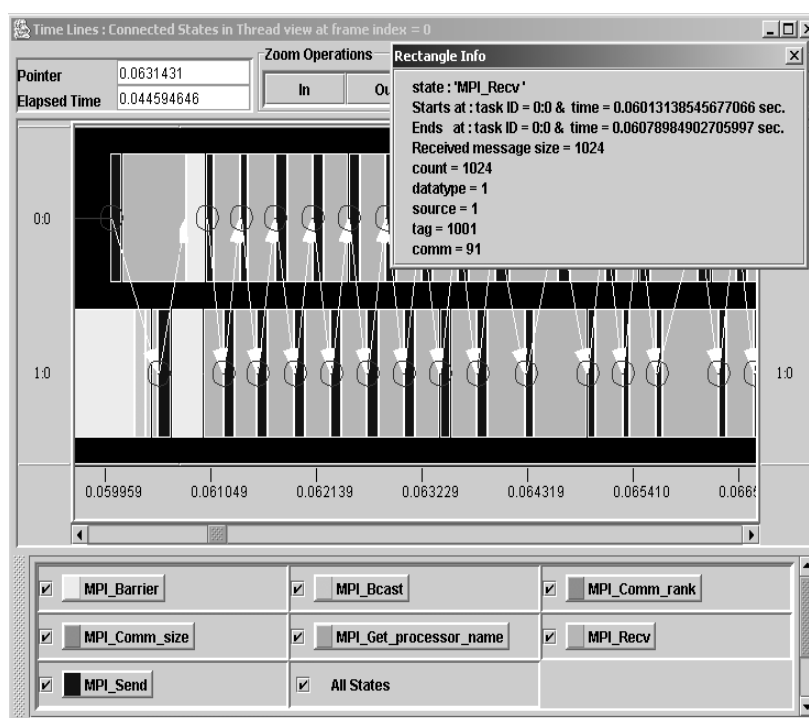 Time Lines : Connected States in Thread view at frame index = 0
Zoom Operations
Pointer 0.0631431
Elapsed Time 0.044594646
In Ou
Rectangle Info
state : 'MPI_Recv '
Starts at : task ID = 0:0 & time = 0.06013138545677066 sec.
Ends at : task ID = 0:0 & time = 0.06078984902705997 sec.
Received message size = 1024
count = 1024
datatype = 1
source = 1
tag = 1001
comm = 91
0:0
1:0 1:0
0.059959 0.061049 0.062139 0.063229 0.064319 0.065410 0.066
MPI_Barrier MPI_Bcast MPI_Comm_rank
MPI_Comm_size MPI_Get_processor_name MPI_Recv
MPI_Send All States